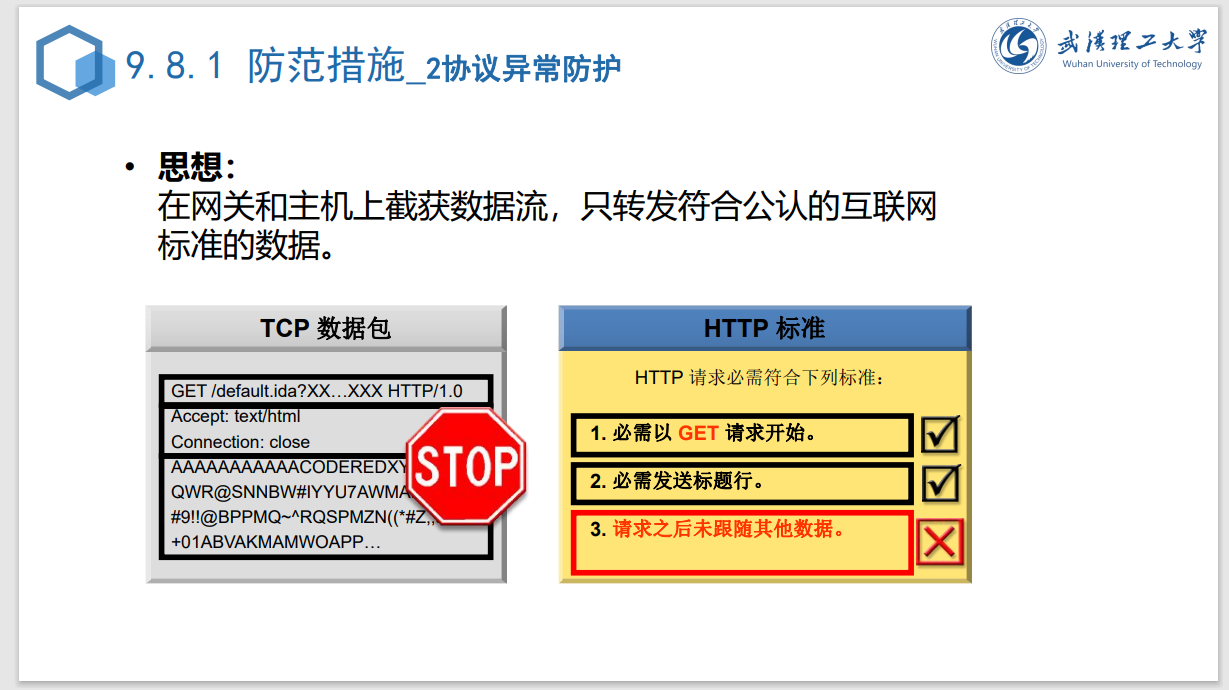 9.8.1 防范措施_2协议异常防护
武汉理工大学
Wuhan University of Technology
• 思想：
在网关和主机上截获数据流，只转发符合公认的互联网
标准的数据。
TCP 数据包
GET /default.ida?XX…XXX HTTP/1.0
Accept: text/html
Connection: close
AAAAAAAAAAACODEREDXY
QWR@SNNBW#IYYU7AWMA
#9!!@BPPMQ~^RQSPMZN((*#Z,
+01ABVAKMAMWOAPP…
STOP
HTTP 标准
HTTP 请求必需符合下列标准：
1. 必需以 GET 请求开始。
2. 必需发送标题行。
3. 请求之后未跟随其他数据。